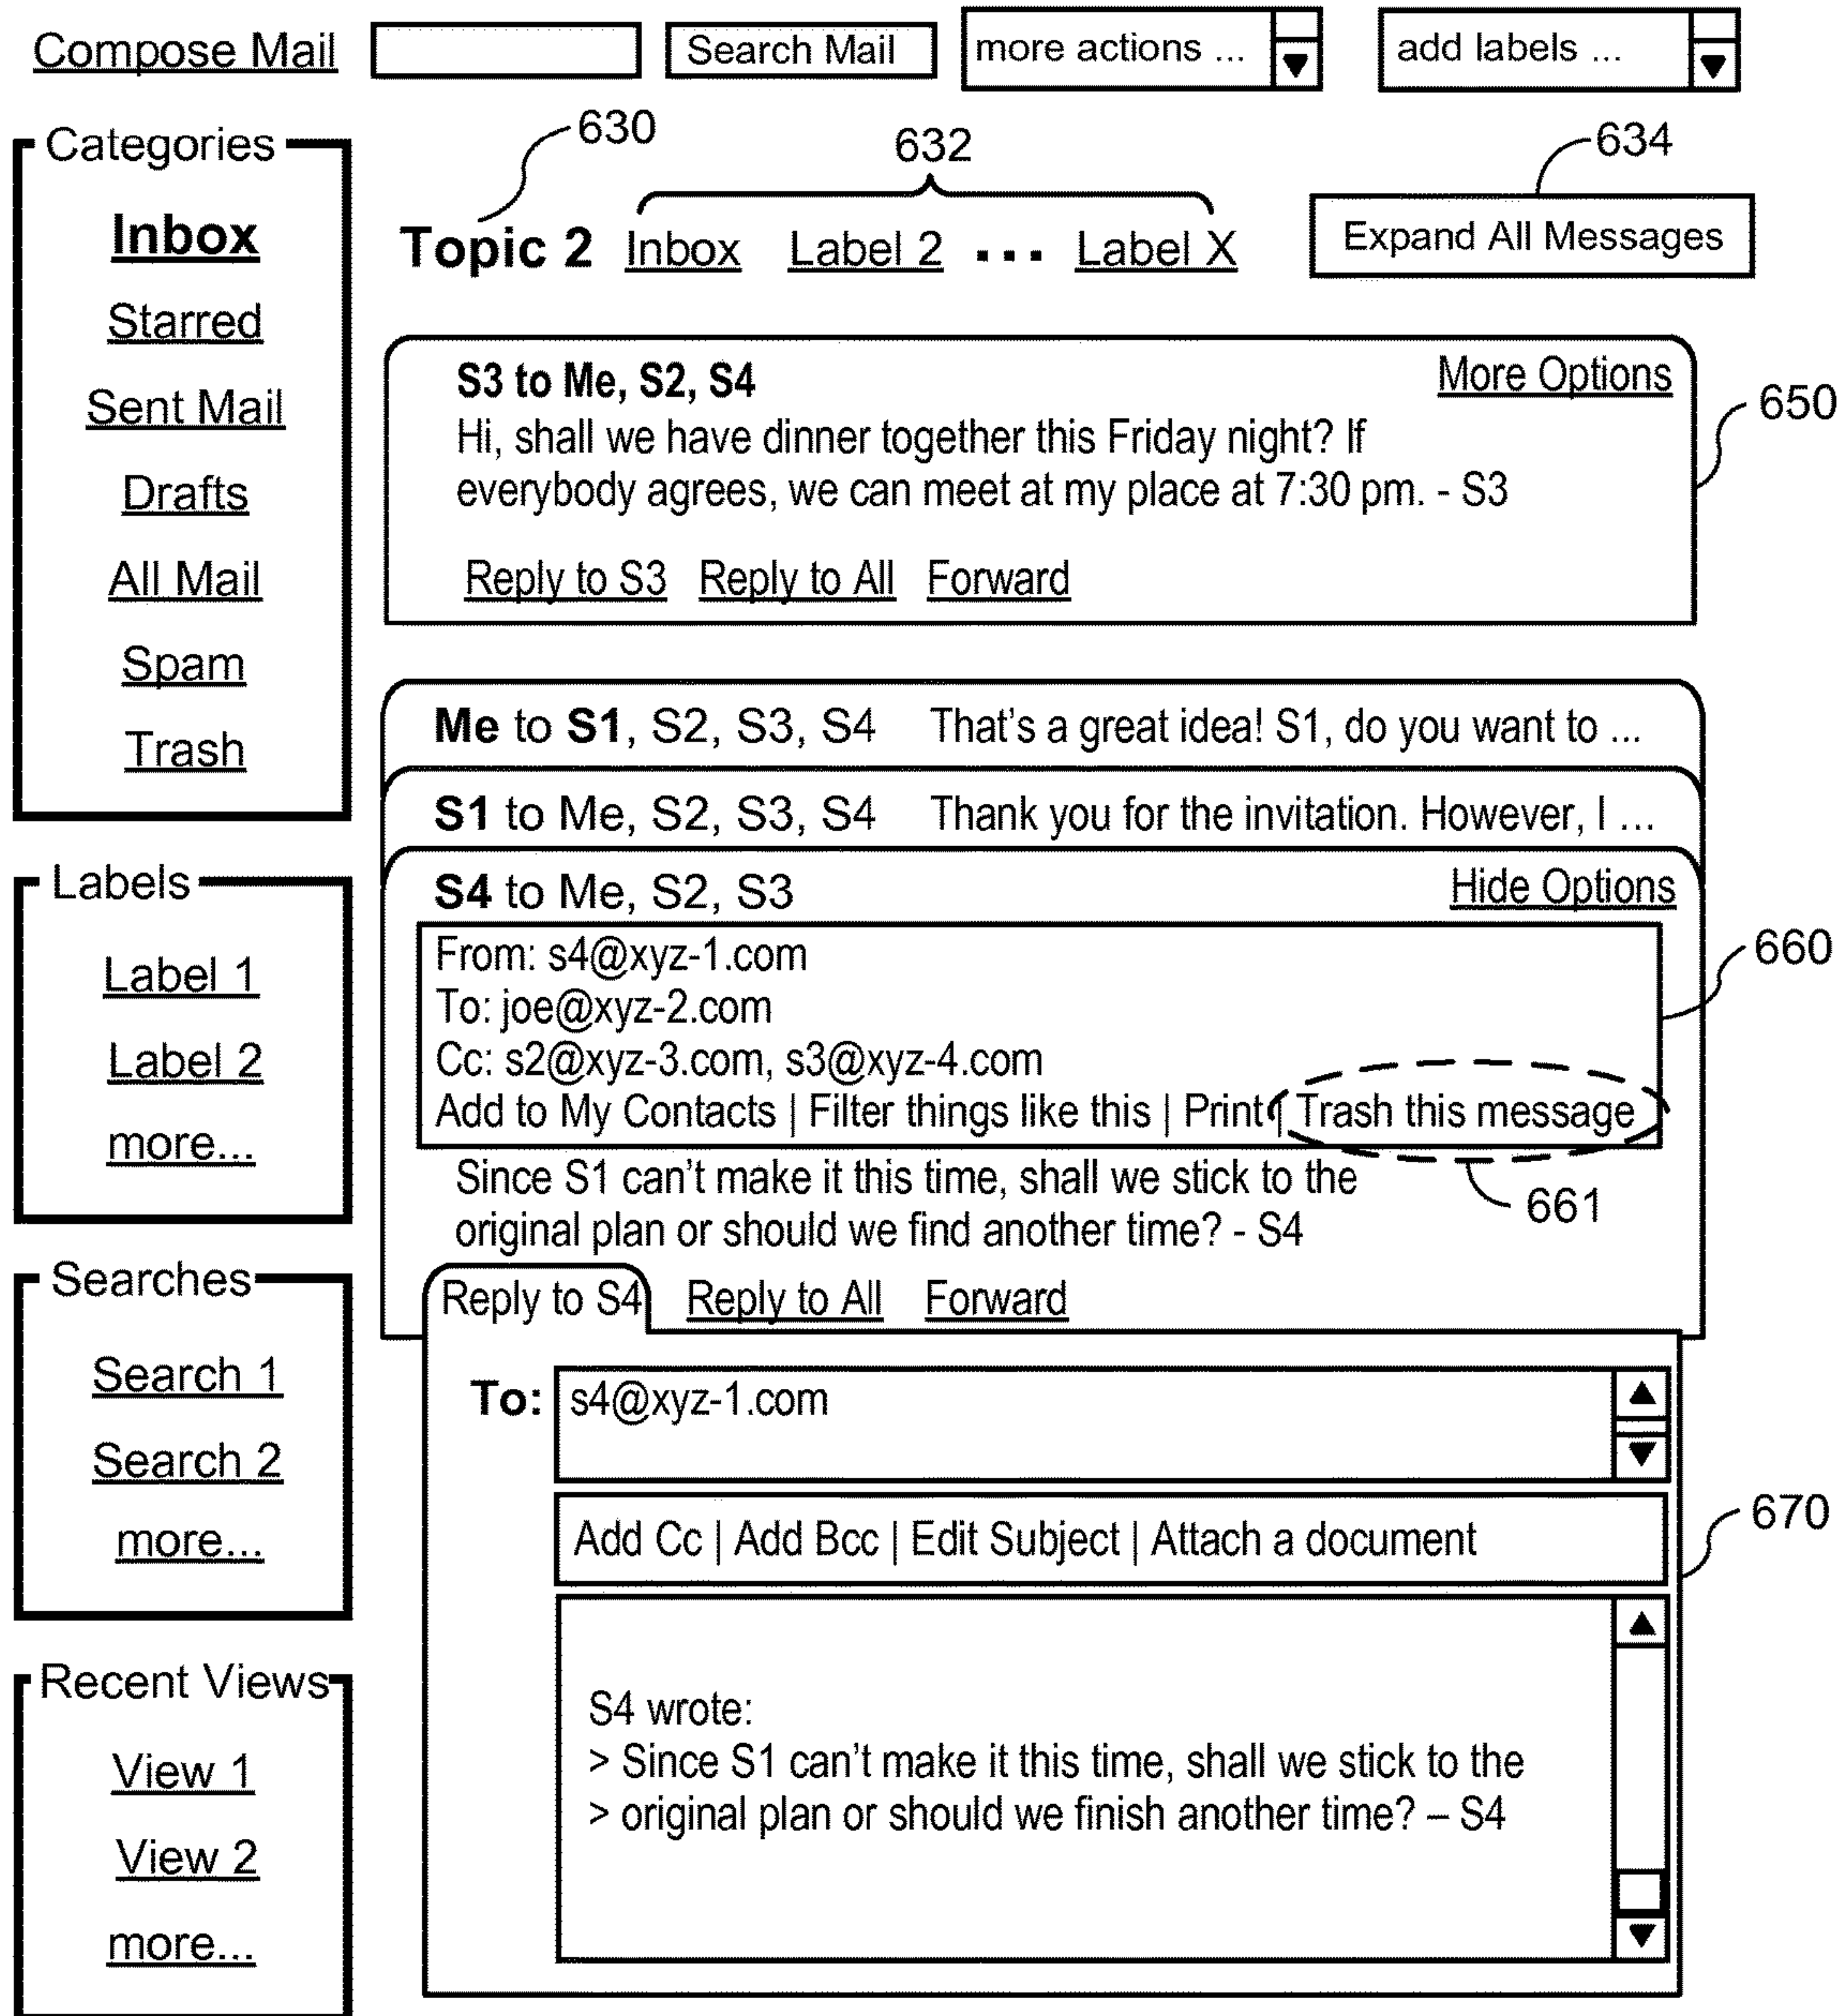 Compose Mail
Search Mail
more actions ...
add labels ...
Categories
Inbox
Starred
Sent Mail
Drafts
All Mail
Spam
Trash
Labels
Label 1
Label 2
more...
Searches
Search 1
Search 2
more...
Recent Views
View 1
View 2
more...
630
632
634
Topic 2 Inbox Label 2 ... Label X
Expand All Messages
S3 to Me, S2, S4 More Options
650
Hi, shall we have dinner together this Friday night? If
everybody agrees, we can meet at my place at 7:30 pm. - S3
Reply to S3 Reply to All Forward
Me to S1, S2, S3, S4 That's a great idea! S1, do you want to ...
S1 to Me, S2, S3, S4 Thank you for the invitation. However, I ...
S4 to Me, S2, S3 Hide Options
From: s4@xyz-1.com
660
To: joe@xyz-2.com
Cc: s2@xyz-3.com, s3@xyz-4.com
Add to My Contacts | Filter things like this | Print | Trash this message
661
Since S1 can't make it this time, shall we stick to the
original plan or should we find another time? - S4
Reply to S4 Reply to All Forward
To: s4@xyz-1.com
Add Cc | Add Bcc | Edit Subject | Attach a document
670
S4 wrote:
> Since S1 can't make it this time, shall we stick to the
> original plan or should we finish another time? – S4